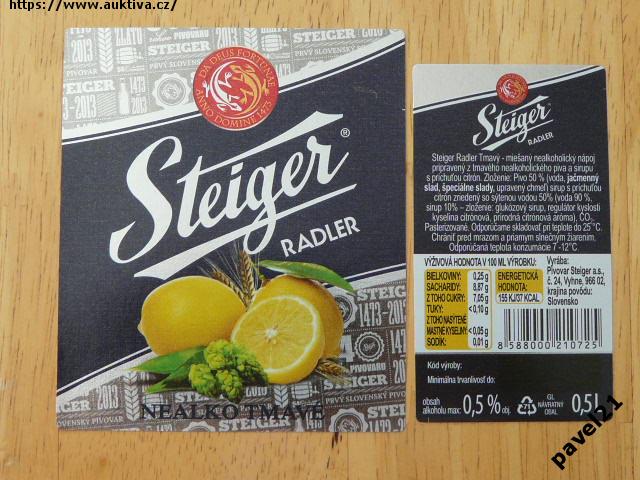 https://www.auktiva.cz/
DA DEUS FORTUNAE
ANNO DOMINE 1473
Steiger®
RADLER
NEALKO TMAVÉ
Steiger
RADLER
Steiger Radler Tmavý - miešaný nealkoholický nápoj
pripravený z tmavého nealkoholického piva a sirupu
s príchuťou citrón. Zloženie: Pivo 50 % (voda, jačmenný
slad, špeciálne slady, upravený chmeľ) sirup s príchuťou
citrón zriedený so sýtenou vodou 50% (voda 90 %,
sirup 10% – zloženie: glukózový sirup, regulátor kyslosti
kyselina citrónová, prírodná citrónová aróma), CO₂.
Pasterizované. Odporúčame skladovať pri teplote do 25 °C.
Chrániť pred mrazom a priamym slnečným žiarením.
Odporúčaná teplota konzumácie 7 -12°C
VÝŽIVOVÁ HODNOTA V 100 ML VÝROBKU:
BIELKOVINY: 0,25 g
SACHARIDY: 8,87 g
Z TOHO CUKRY: 7,05 g
TUKY: < 0,10 g
Z TOHO NASÝTENÉ
MASTNÉ KYSELINY: < 0,05 g
SODÍK: 0,01 g
ENERGETICKÁ
HODNOTA:
155 KJ/37 KCAL
Výrobca:
Pivovar Steiger a.s.,
č. 24, Vyhne, 966 02,
krajina pôvodu:
Slovensko
8 588000 210725
Kód výroby:
Minimálna trvanlivosť do:
obsah
alkoholu max: 0,5 % obj.
GL
NÁVRATNÝ
OBAL
0,5 l
pavel21